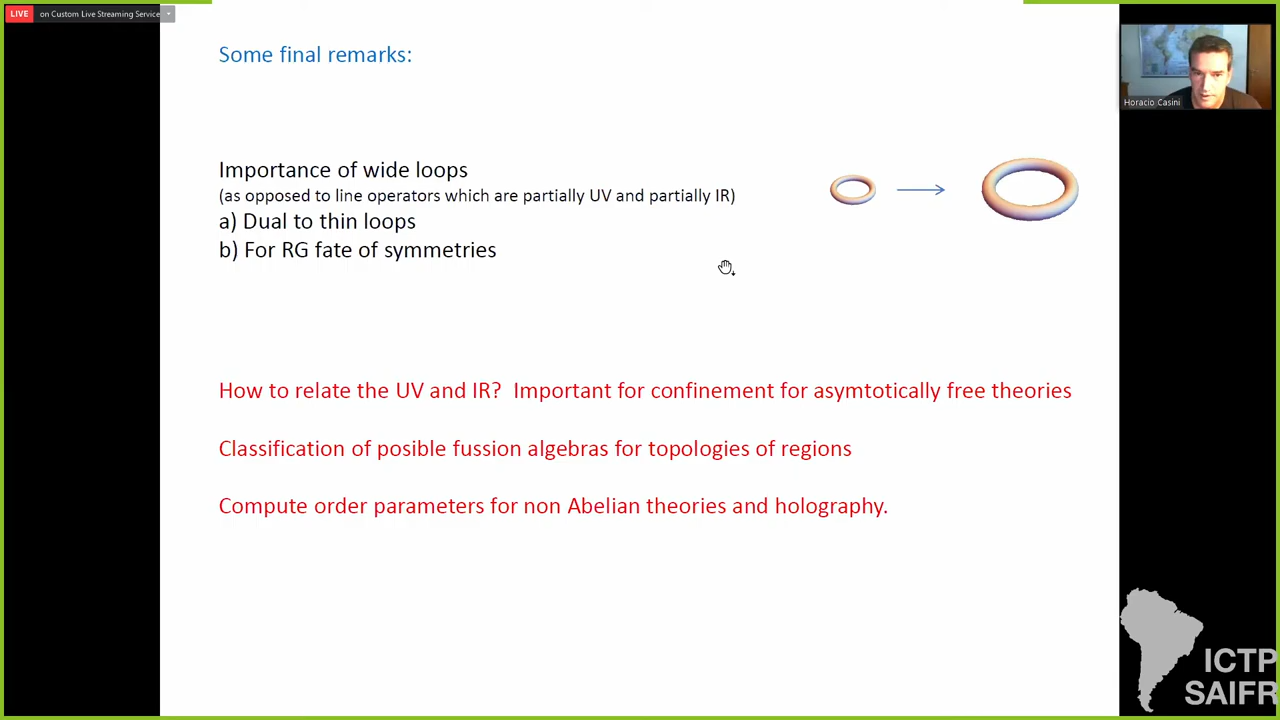 LIVE on Custom Live Streaming Service
Some final remarks:
Horacio Casini
Importance of wide loops
(as opposed to line operators which are partially UV and partially IR)
a) Dual to thin loops
b) For RG fate of symmetries
How to relate the UV and IR?  Important for confinement for asymtotically free theories
Classification of posible fussion algebras for topologies of regions
Compute order parameters for non Abelian theories and holography.
ICTP
SAIFR